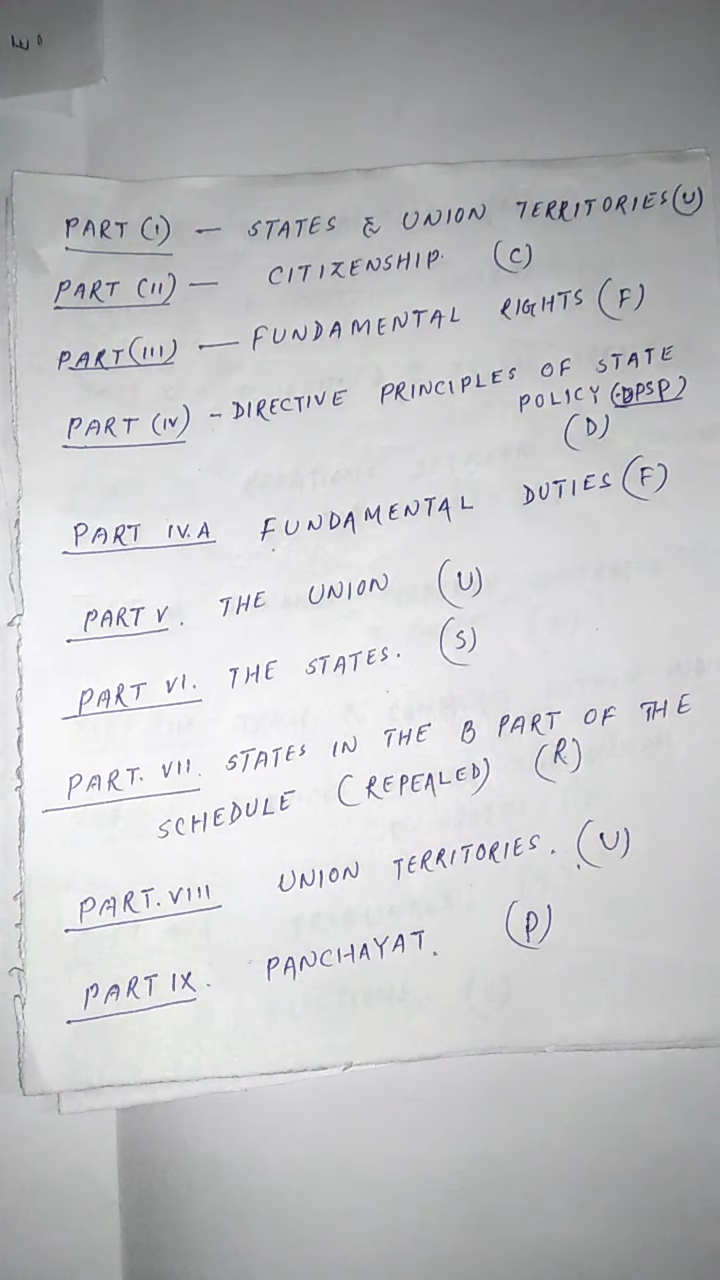 PART (I) — STATES & UNION TERRITORIES (U)
PART (II) — CITIZENSHIP. (C)
PART (III) — FUNDAMENTAL RIGHTS (F)
PART (IV) - DIRECTIVE PRINCIPLES OF STATE
POLICY (DPSP)
(D)
PART IV.A FUNDAMENTAL DUTIES (F)
PART V. THE UNION (U)
PART VI. THE STATES. (S)
PART. VII. STATES IN THE B PART OF THE
SCHEDULE (REPEALED) (R)
PART. VIII UNION TERRITORIES. (U)
PART IX. PANCHAYAT. (P)